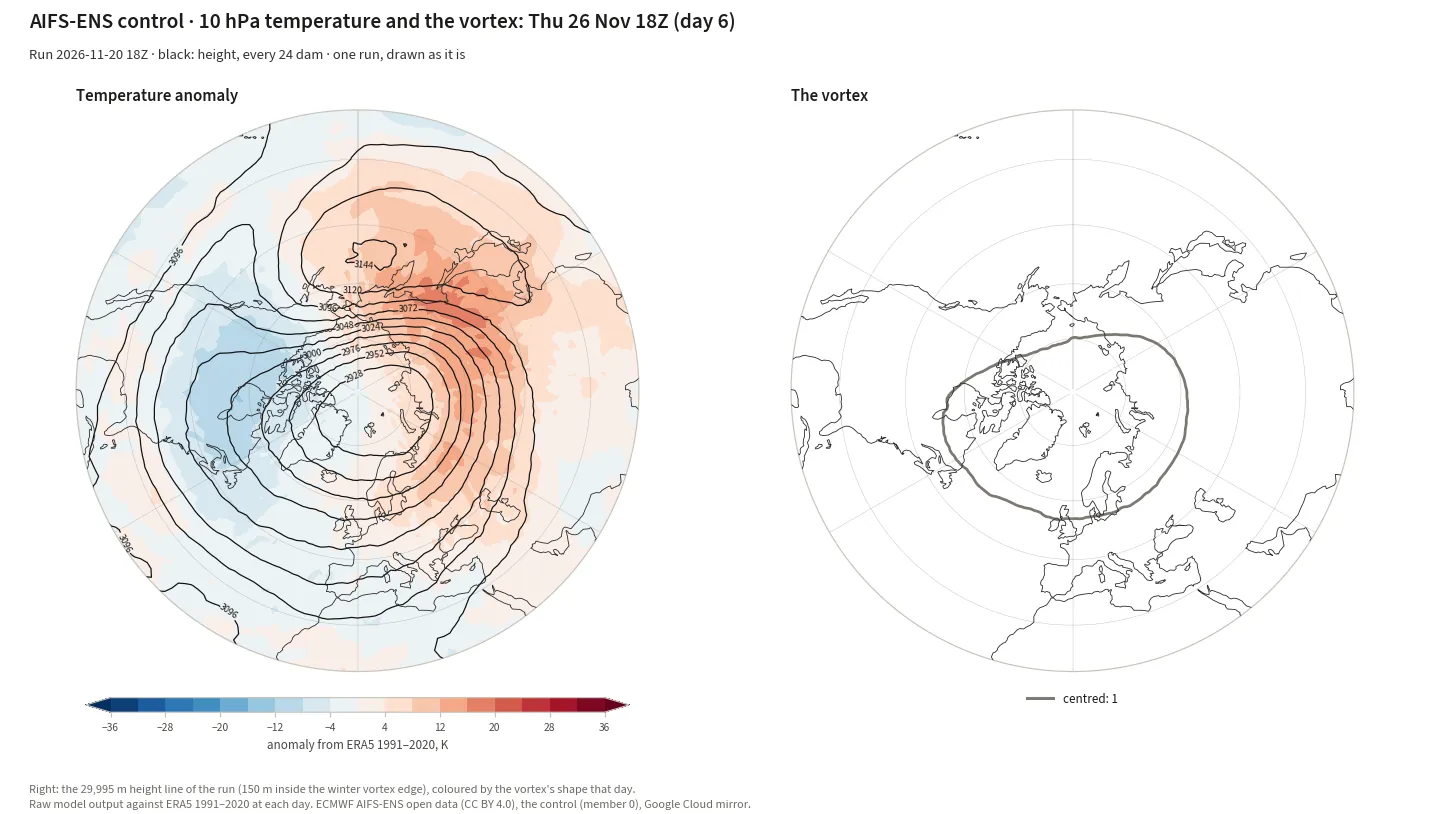 AIFS-ENS control · 10 hPa temperature and the vortex: Thu 26 Nov 18Z (day 6)
Run 2026-11-20 18Z · black: height, every 24 dam · one run, drawn as it is
Temperature anomaly
The vortex
3096
3144
3120
3096
3072
3048
3024
3000
2976
2952
2928
3096
3096
−36
−28
−20
−12
−4
4
12
20
28
36
anomaly from ERA5 1991–2020, K
centred: 1
Right: the 29,995 m height line of the run (150 m inside the winter vortex edge), coloured by the vortex's shape that day.
Raw model output against ERA5 1991–2020 at each day. ECMWF AIFS-ENS open data (CC BY 4.0), the control (member 0), Google Cloud mirror.